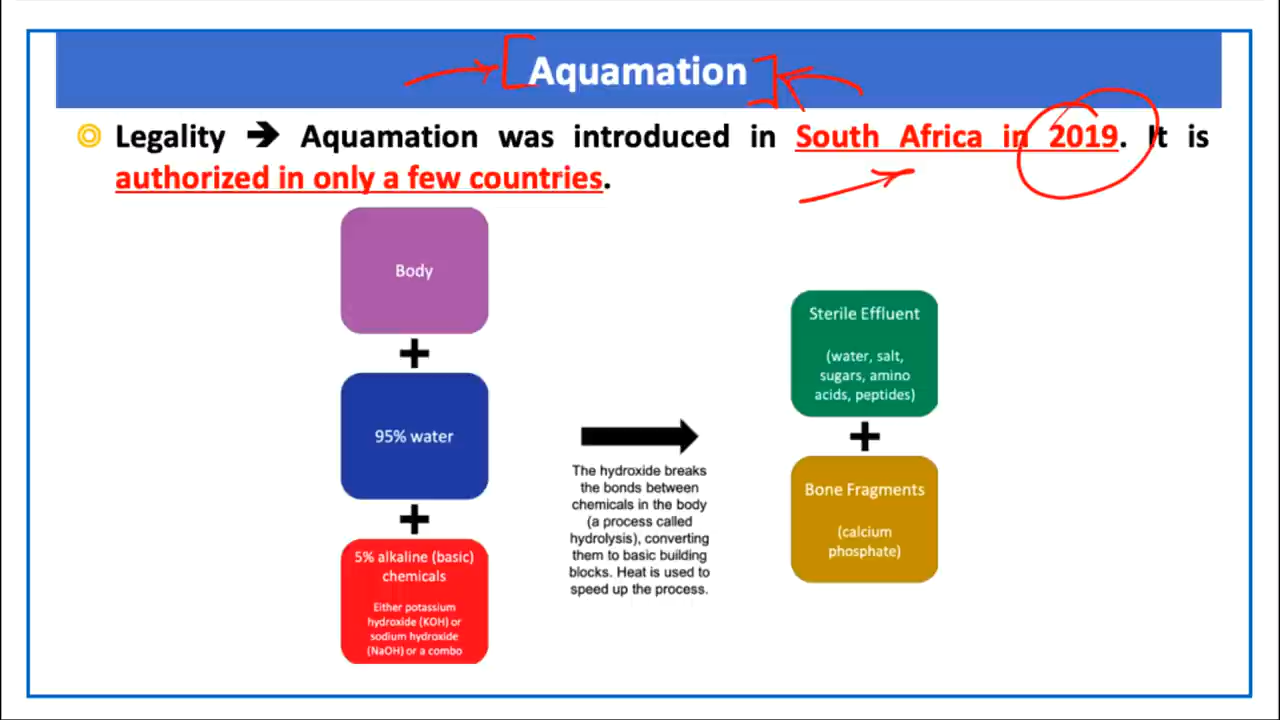 Aquamation
Legality ➔ Aquamation was introduced in South Africa in 2019. It is
authorized in only a few countries.
Body
+
95% water
+
5% alkaline (basic)
chemicals
Either potassium
hydroxide (KOH) or
sodium hydroxide
(NaOH) or a combo
The hydroxide breaks
the bonds between
chemicals in the body
(a process called
hydrolysis), converting
them to basic building
blocks. Heat is used to
speed up the process.
Sterile Effluent
(water, salt,
sugars, amino
acids, peptides)
+
Bone Fragments
(calcium
phosphate)